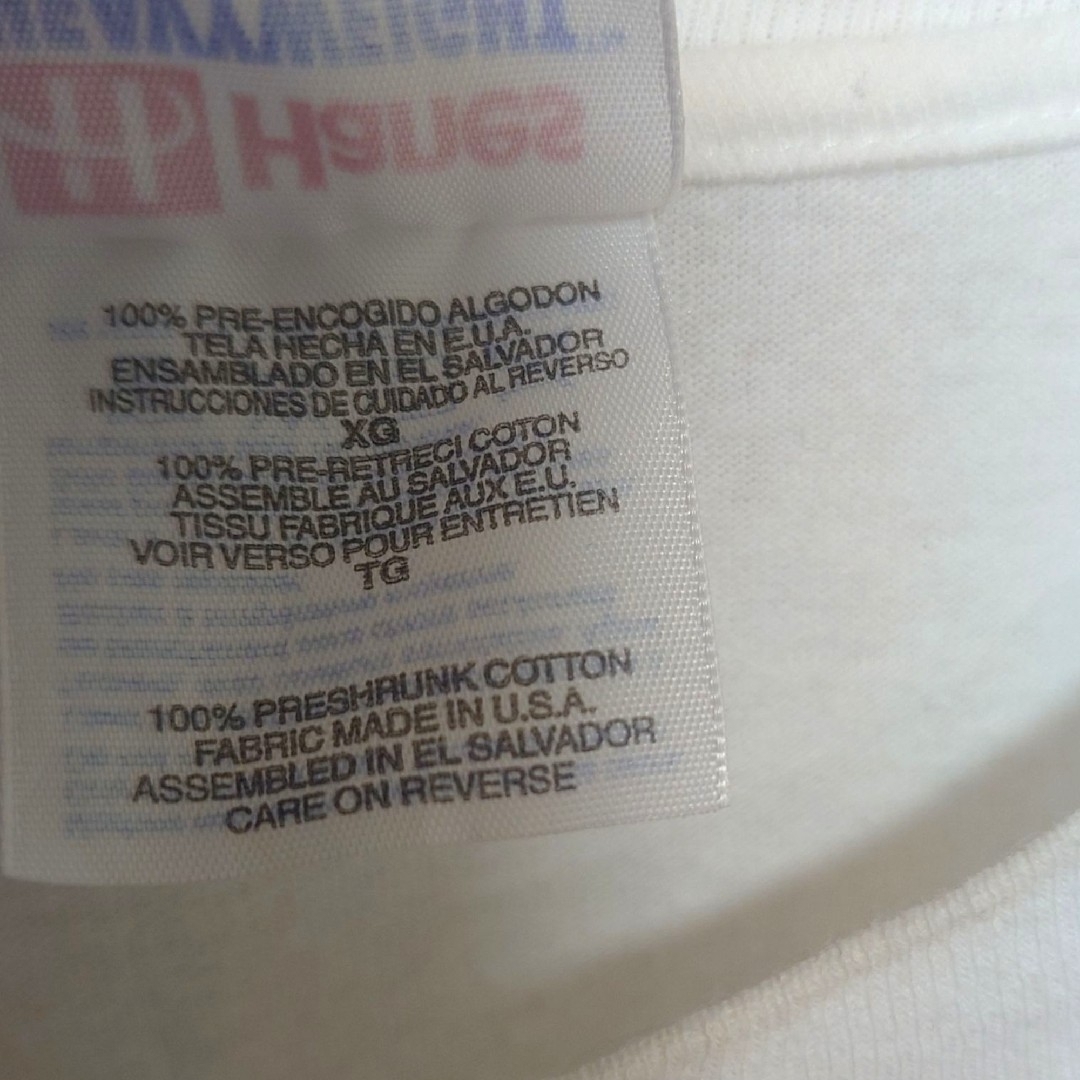 HEAVYWEIGHT
Hanes
100% PRE-ENCOGIDO ALGODON
TELA HECHA EN E.U.A.
ENSAMBLADO EN EL SALVADOR
INSTRUCCIONES DE CUIDADO AL REVERSO
XG
100% PRE-RETRECI COTON
ASSEMBLE AU SALVADOR
TISSU FABRIQUE AUX E.U.
VOIR VERSO POUR ENTRETIEN
TG
100% PRESHRUNK COTTON
FABRIC MADE IN U.S.A.
ASSEMBLED IN EL SALVADOR
CARE ON REVERSE